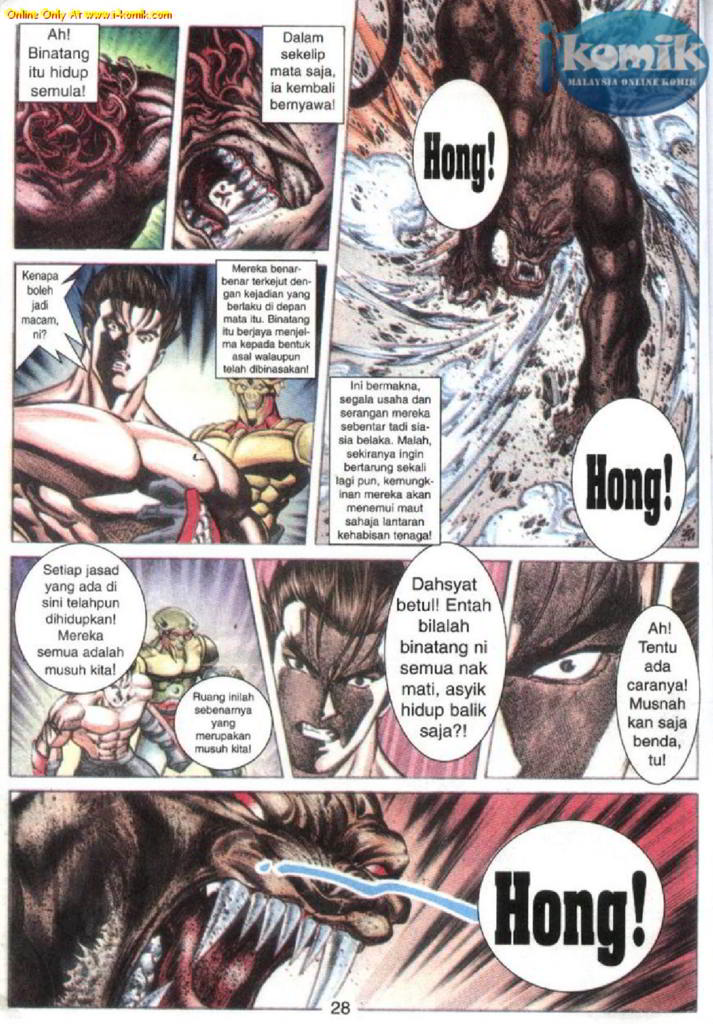 Online Only At www.i-komik.com
ikomik
MALAYSIA ONLINE KOMIK
Ah!
Binatang
itu hidup
semula!
Dalam
sekelip
mata saja,
ia kembali
bernyawa!
Hong!
Kenapa
boleh
jadi
macam,
ni?
Mereka benar-
benar terkejut den-
gan kejadian yang
berlaku di depan
mata itu. Binatang
itu berjaya menjel-
ma kepada bentuk
asal walaupun
telah dibinasakan!
Ini bermakna,
segala usaha dan
serangan mereka
sebentar tadi sia-
sia belaka. Malah,
sekiranya ingin
bertarung sekali
lagi pun, kemungk-
inan mereka akan
menemui maut
sahaja lantaran
kehabisan tenaga!
Hong!
Setiap jasad
yang ada di
sini telahpun
dihidupkan!
Mereka
semua adalah
musuh kita!
Ruang inilah
sebenarnya
yang
merupakan
musuh kita!
Dahsyat
betul! Entah
bilalah
binatang ni
semua nak
mati, asyik
hidup balik
saja?!
Ah!
Tentu
ada
caranya!
Musnah
kan saja
benda,
tu!
Hong!
28